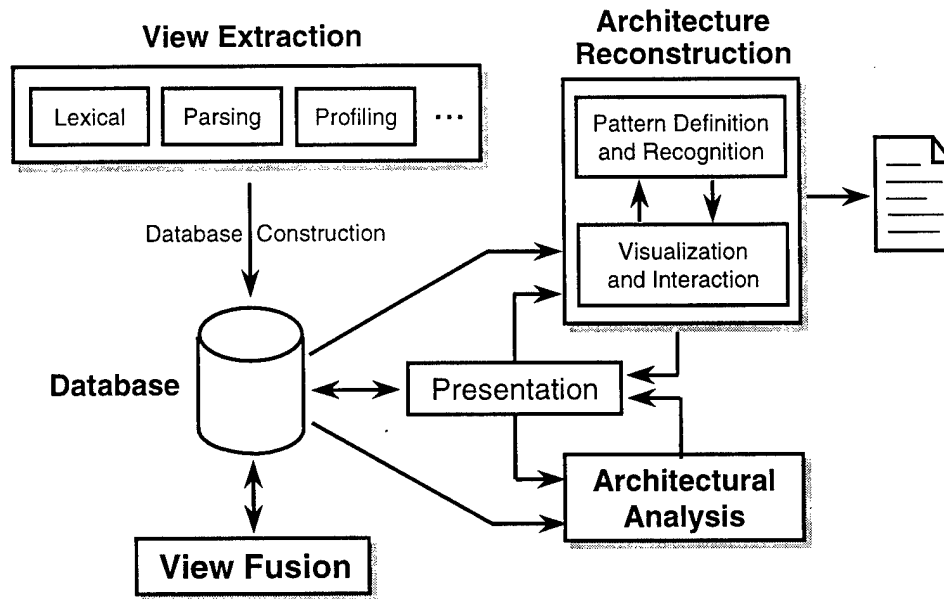 View Extraction
Lexical
Parsing
Profiling
...
Architecture
Reconstruction
Pattern Definition
and Recognition
Visualization
and Interaction
Database Construction
Database
Presentation
Architectural
Analysis
View Fusion